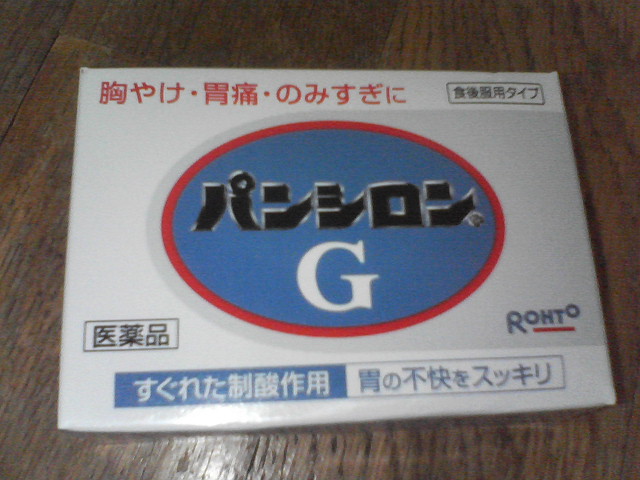 胸やけ・胃痛・のみすぎに
食後服用タイプ
パンシロン®
G
ROHTO
医薬品
すぐれた制酸作用
胃の不快をスッキリ